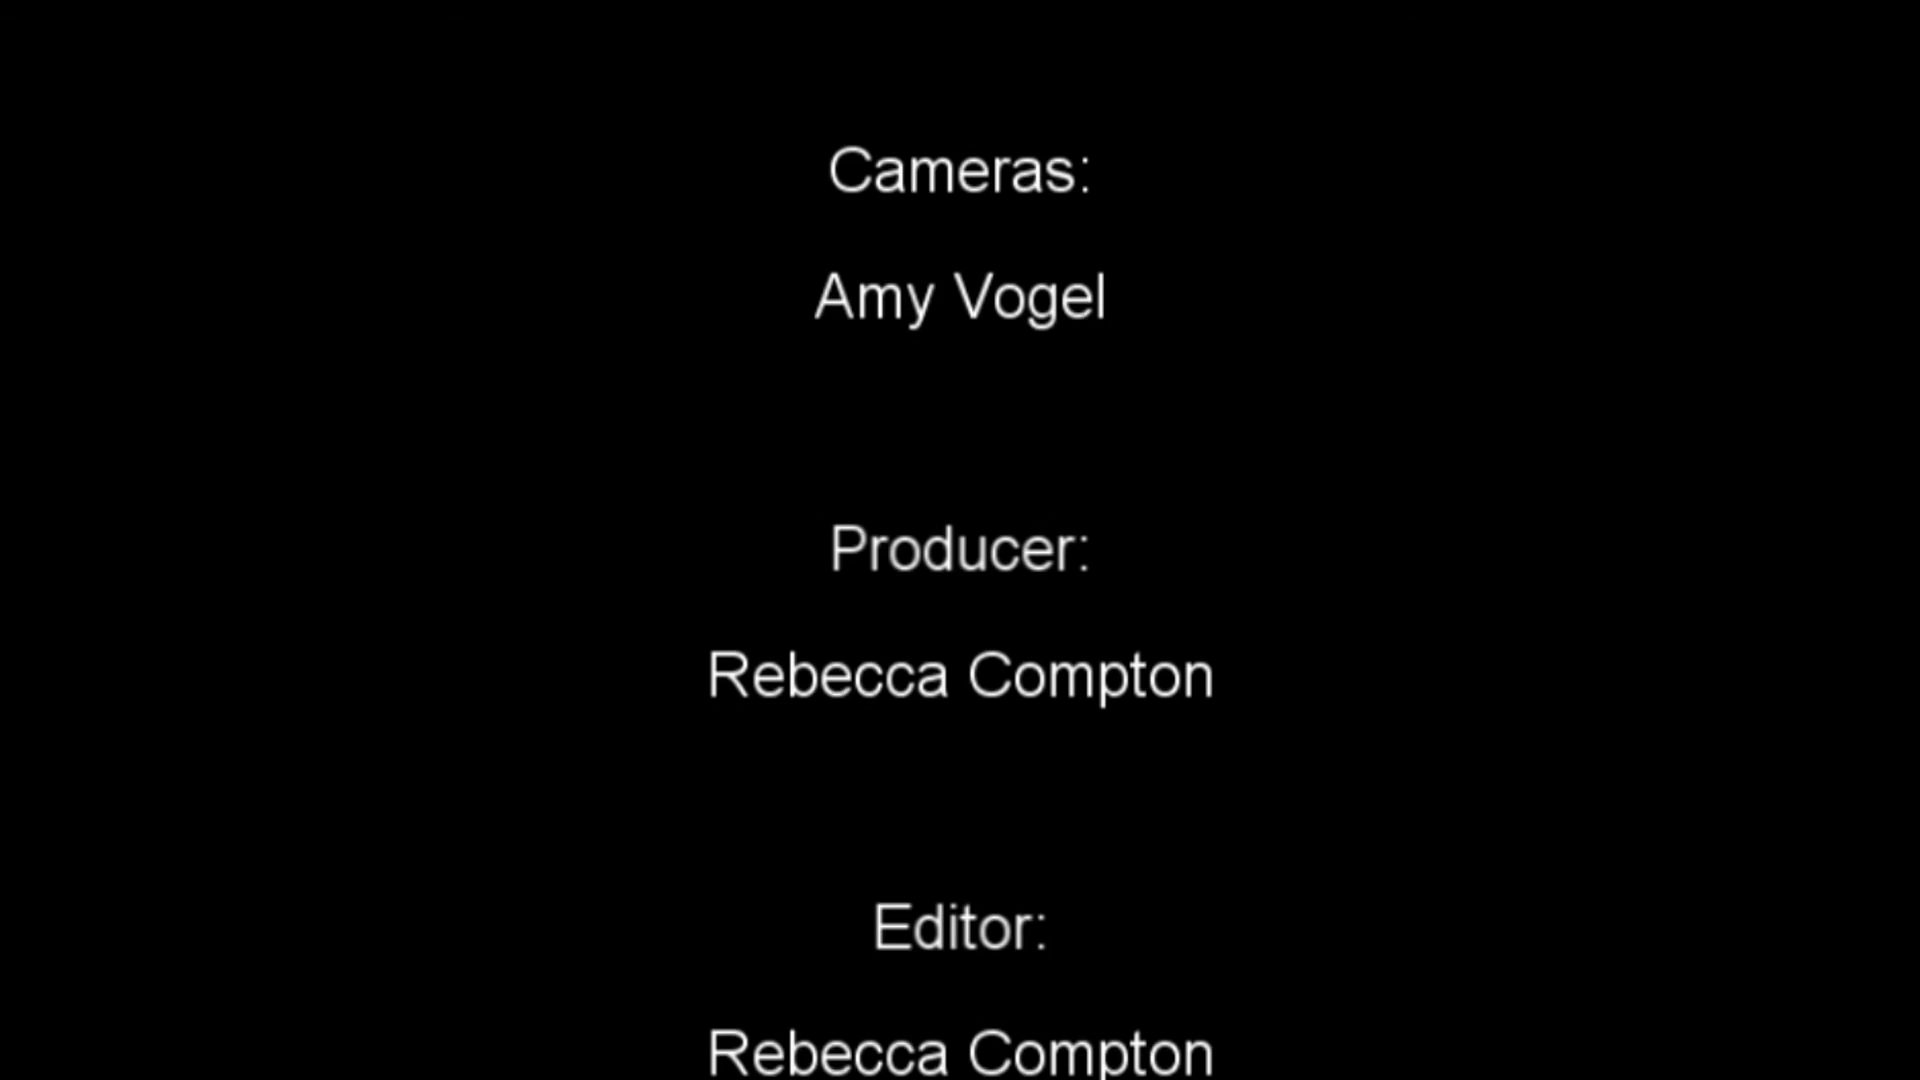 Cameras:
Amy Vogel
Producer:
Rebecca Compton
Editor:
Rebecca Compton